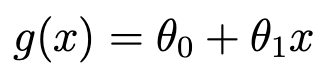 g(x) = θ₀ + θ₁x